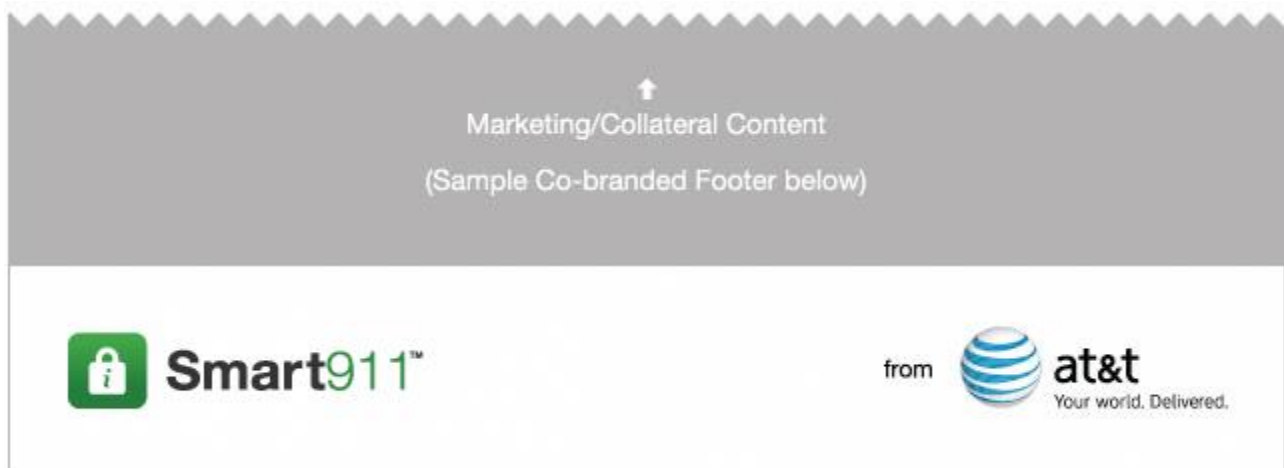 Marketing/Collateral Content
(Sample Co-branded Footer below)
i Smart911™
from at&t
Your world. Delivered.